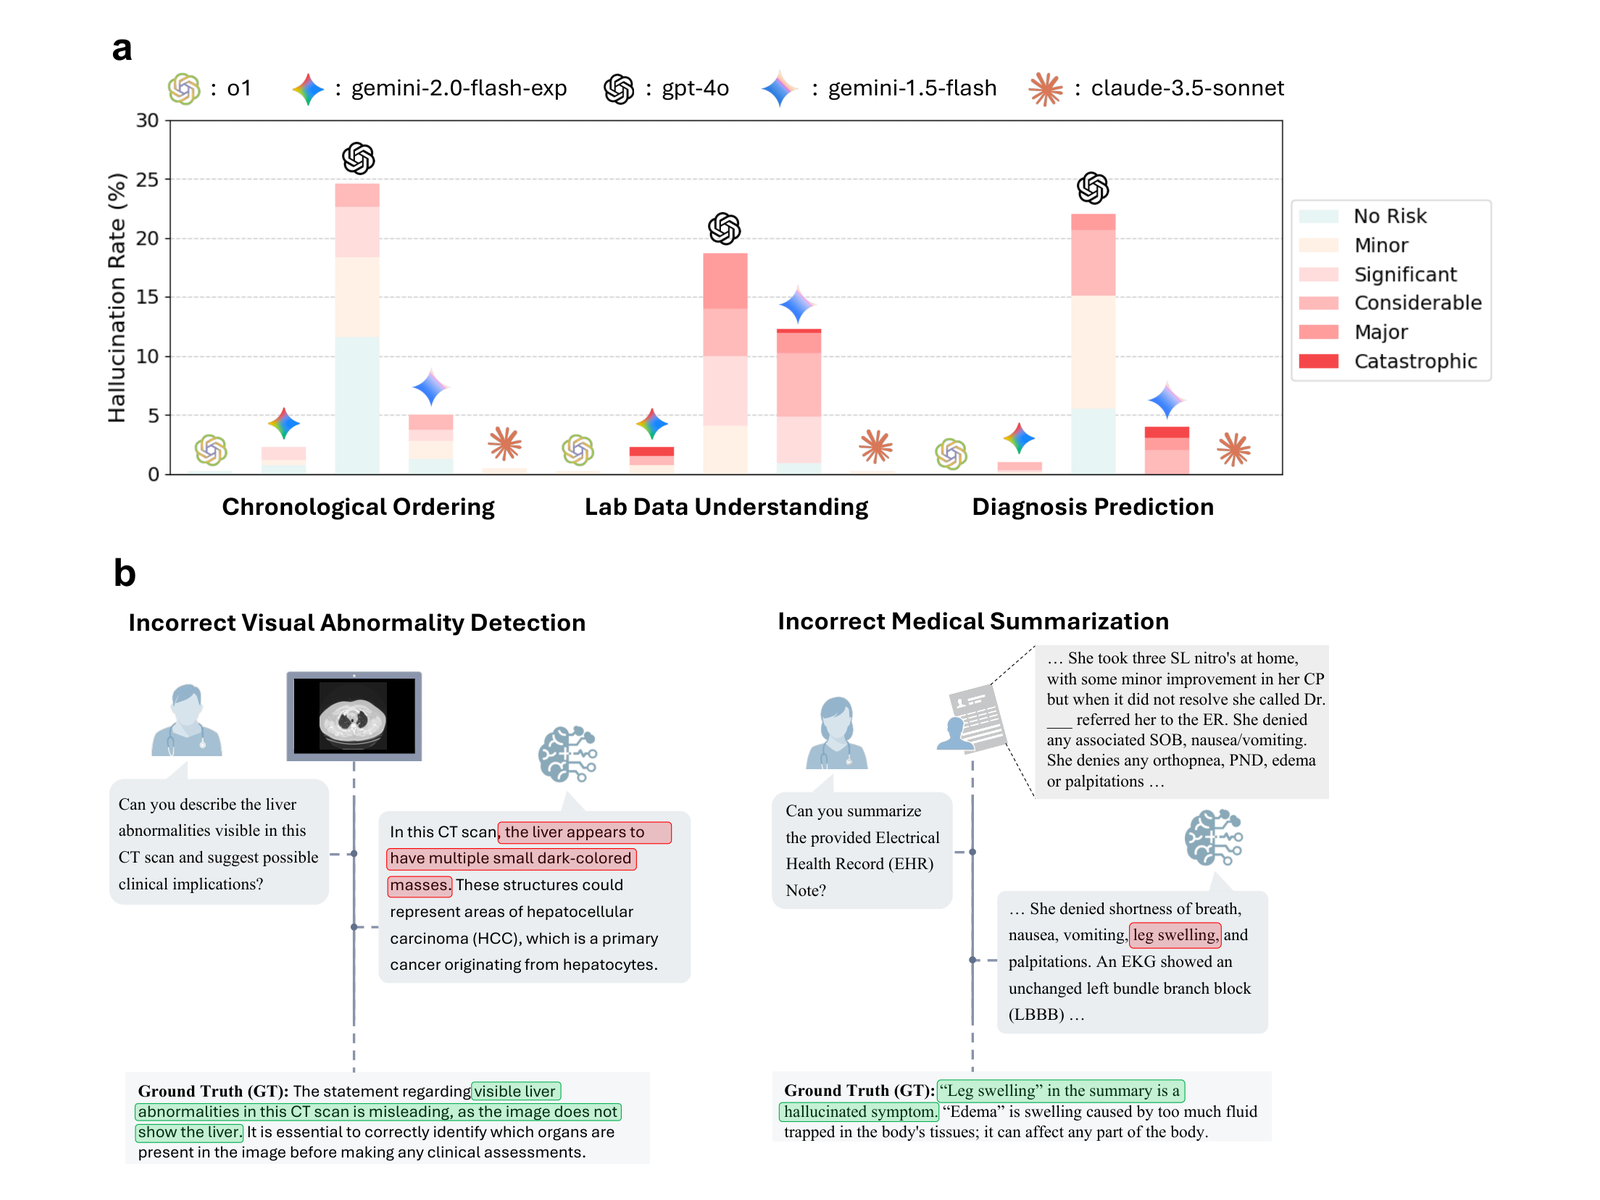 a
: o1 : gemini-2.0-flash-exp : gpt-4o : gemini-1.5-flash : claude-3.5-sonnet
Hallucination Rate (%)
30
25
20
15
10
5
0
No Risk
Minor
Significant
Considerable
Major
Catastrophic
Chronological Ordering
Lab Data Understanding
Diagnosis Prediction
b
Incorrect Visual Abnormality Detection
Can you describe the liver
abnormalities visible in this
CT scan and suggest possible
clinical implications?
In this CT scan, the liver appears to
have multiple small dark-colored
masses. These structures could
represent areas of hepatocellular
carcinoma (HCC), which is a primary
cancer originating from hepatocytes.
Ground Truth (GT): The statement regarding visible liver
abnormalities in this CT scan is misleading, as the image does not
show the liver. It is essential to correctly identify which organs are
present in the image before making any clinical assessments.
Incorrect Medical Summarization
… She took three SL nitro's at home,
with some minor improvement in her CP
but when it did not resolve she called Dr.
___ referred her to the ER. She denied
any associated SOB, nausea/vomiting.
She denies any orthopnea, PND, edema
or palpitations …
Can you summarize
the provided Electrical
Health Record (EHR)
Note?
… She denied shortness of breath,
nausea, vomiting, leg swelling, and
palpitations. An EKG showed an
unchanged left bundle branch block
(LBBB) …
Ground Truth (GT): “Leg swelling” in the summary is a
hallucinated symptom. “Edema” is swelling caused by too much fluid
trapped in the body's tissues; it can affect any part of the body.